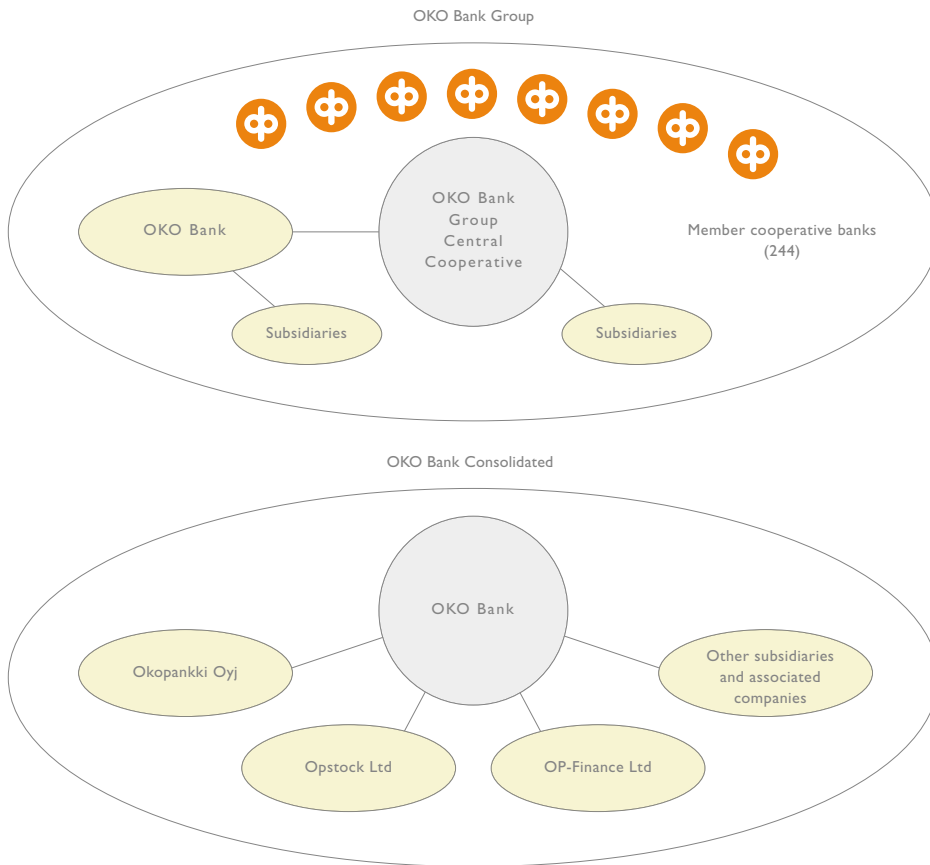 OKO Bank Group
OKO Bank
Group
Central
Cooperative
OKO Bank
Member cooperative banks
(244)
Subsidiaries
Subsidiaries
OKO Bank Consolidated
OKO Bank
Okopankki Oyj
Other subsidiaries
and associated
companies
Opstock Ltd
OP-Finance Ltd